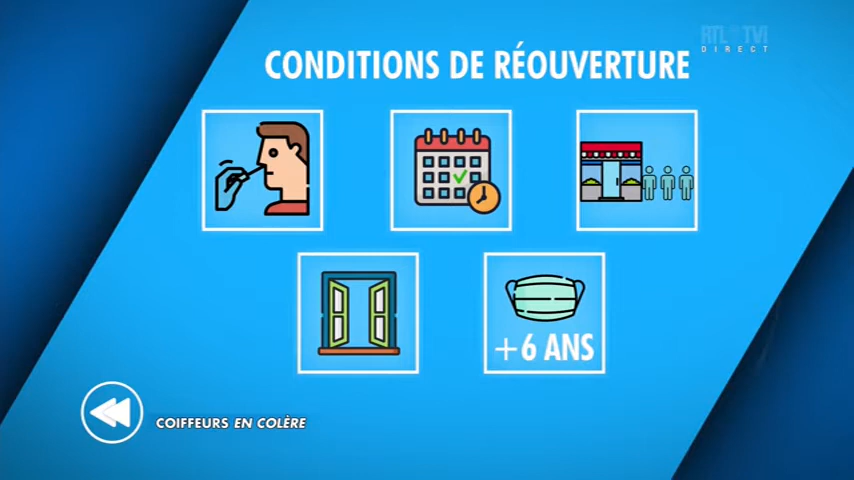 RTL TVI
DIRECT
CONDITIONS DE RÉOUVERTURE
+6 ANS
COIFFEURS EN COLÈRE